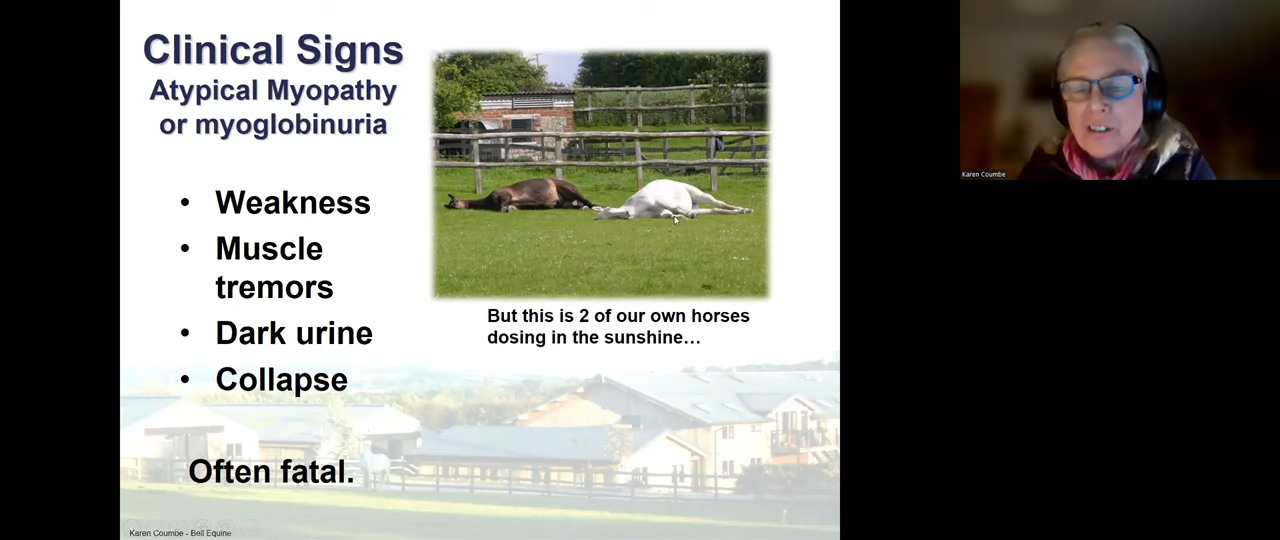 Clinical Signs
Atypical Myopathy
or myoglobinuria
• Weakness
• Muscle
tremors
• Dark urine
• Collapse
Often fatal.
But this is 2 of our own horses
dosing in the sunshine…
Karen Coumbe - Bell Equine
Karen Coumbe